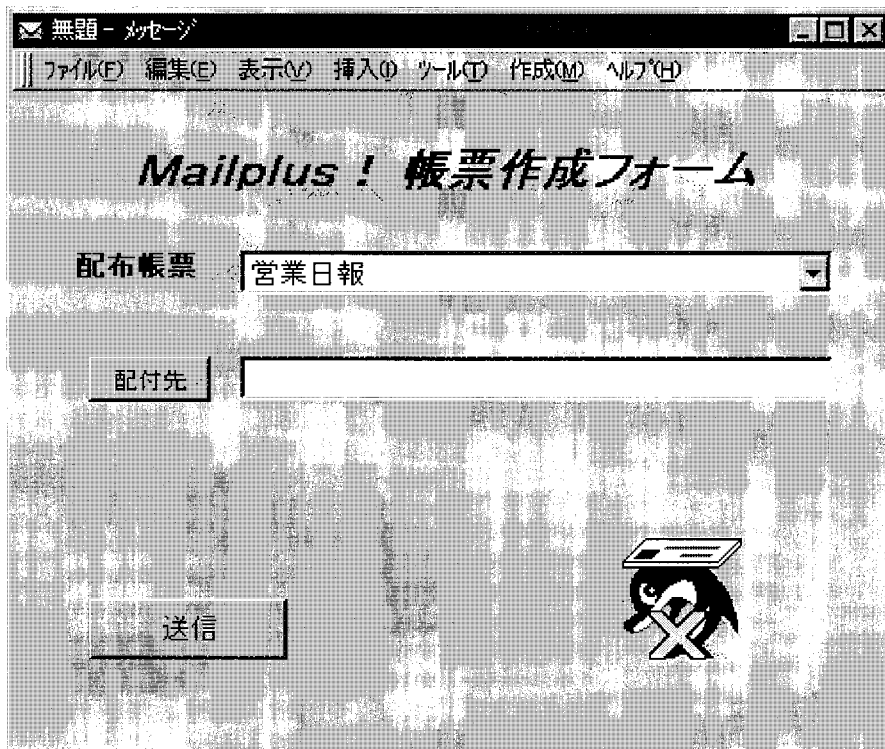 無題 - メッセージ
ファイル(F) 編集(E) 表示(V) 挿入(I) ツール(T) 作成(M) ヘルプ(H)
Mailplus ! 帳票作成フォーム
配布帳票 営業日報
配付先
送信